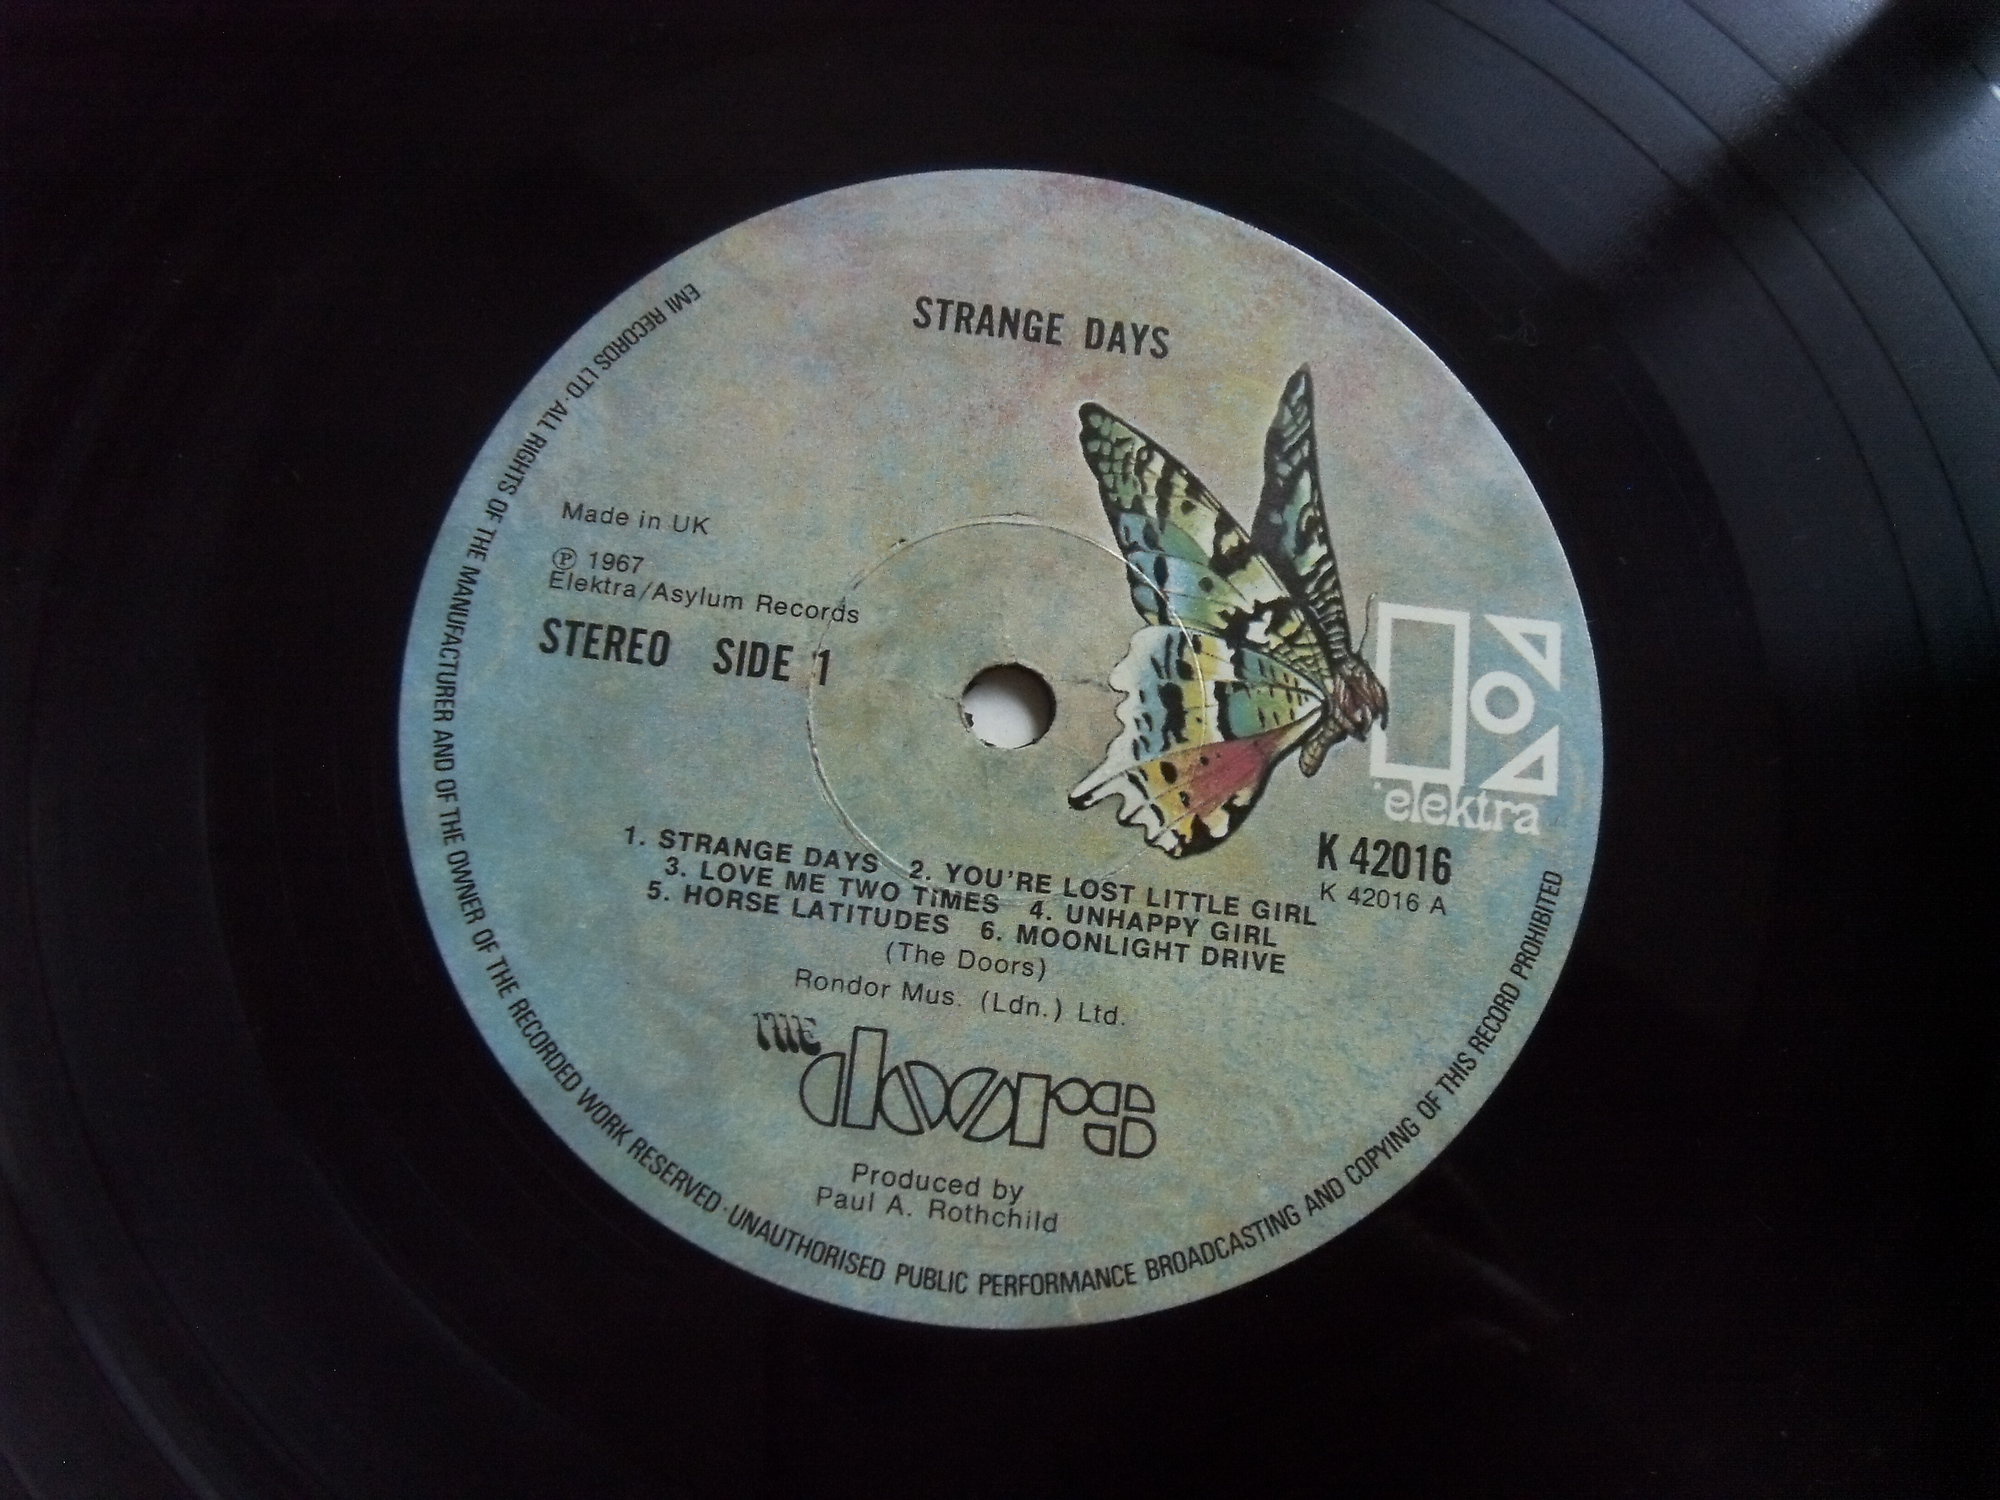 STRANGE DAYS
Made in UK
Ⓟ 1967
Elektra/Asylum Records
STEREO SIDE 1
elektra
K 42016
K 42016 A
1. STRANGE DAYS 2. YOU'RE LOST LITTLE GIRL
3. LOVE ME TWO TIMES 4. UNHAPPY GIRL
5. HORSE LATITUDES 6. MOONLIGHT DRIVE
(The Doors)
Rondor Mus. (Ldn.) Ltd.
THE
doors
Produced by
Paul A. Rothchild
EMI RECORDS LTD · ALL RIGHTS OF THE MANUFACTURER AND OF THE OWNER OF THE RECORDED WORK RESERVED · UNAUTHORISED PUBLIC PERFORMANCE BROADCASTING AND COPYING OF THIS RECORD PROHIBITED